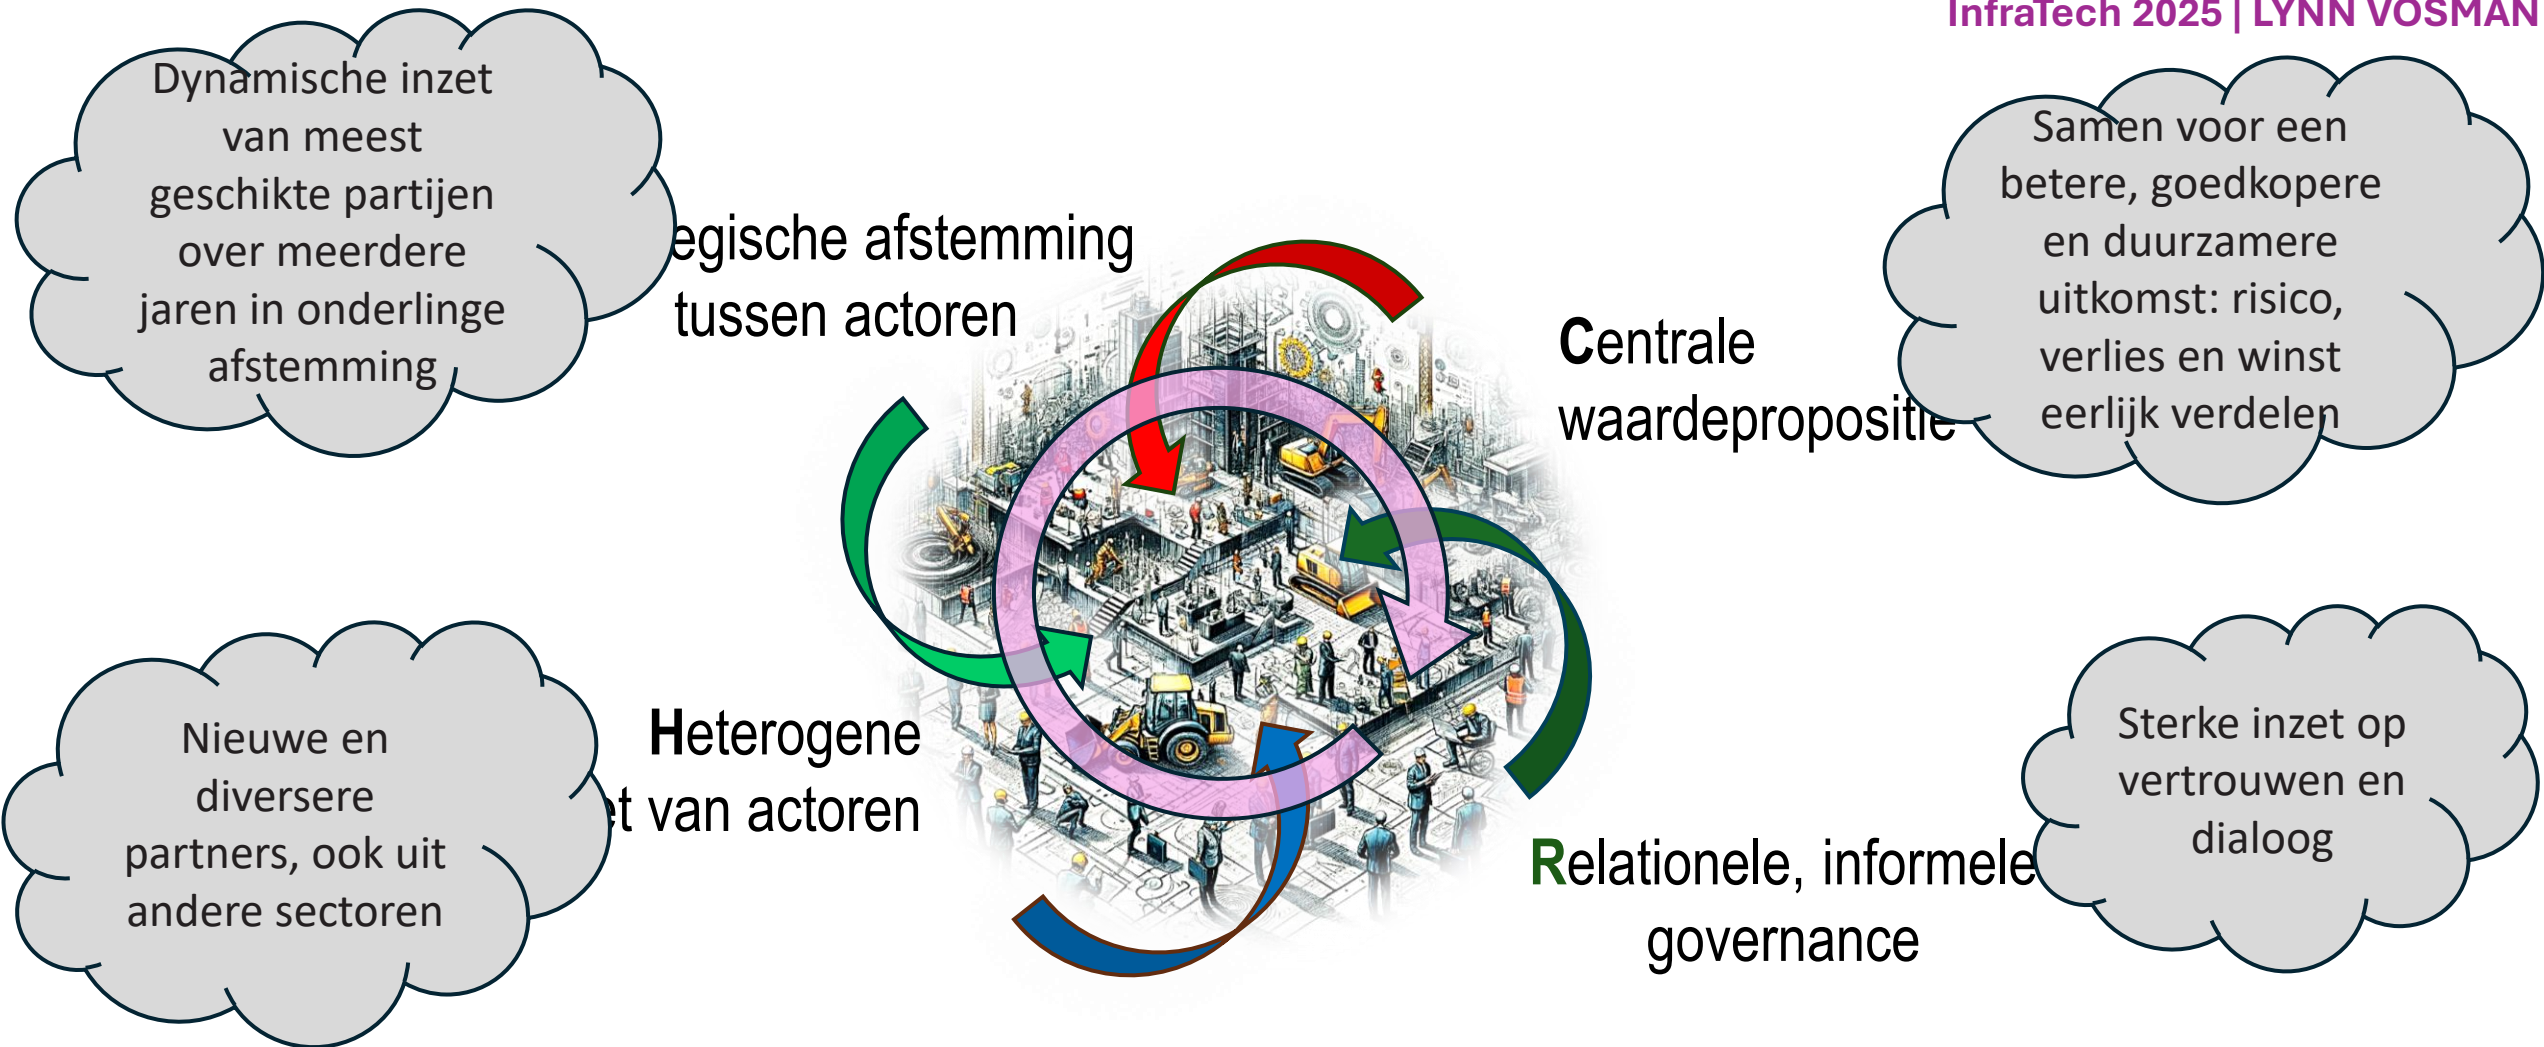 InfraTech 2025 | LYNN VOSMAN
Dynamische inzet
van meest
geschikte partijen
over meerdere
jaren in onderlinge
afstemming
egische afstemming
tussen actoren
Centrale
waardepropositie
Samen voor een
betere, goedkopere
en duurzamere
uitkomst: risico,
verlies en winst
eerlijk verdelen
Nieuwe en
diversere
partners, ook uit
andere sectoren
Heterogene
et van actoren
Relationele, informele
governance
Sterke inzet op
vertrouwen en
dialoog